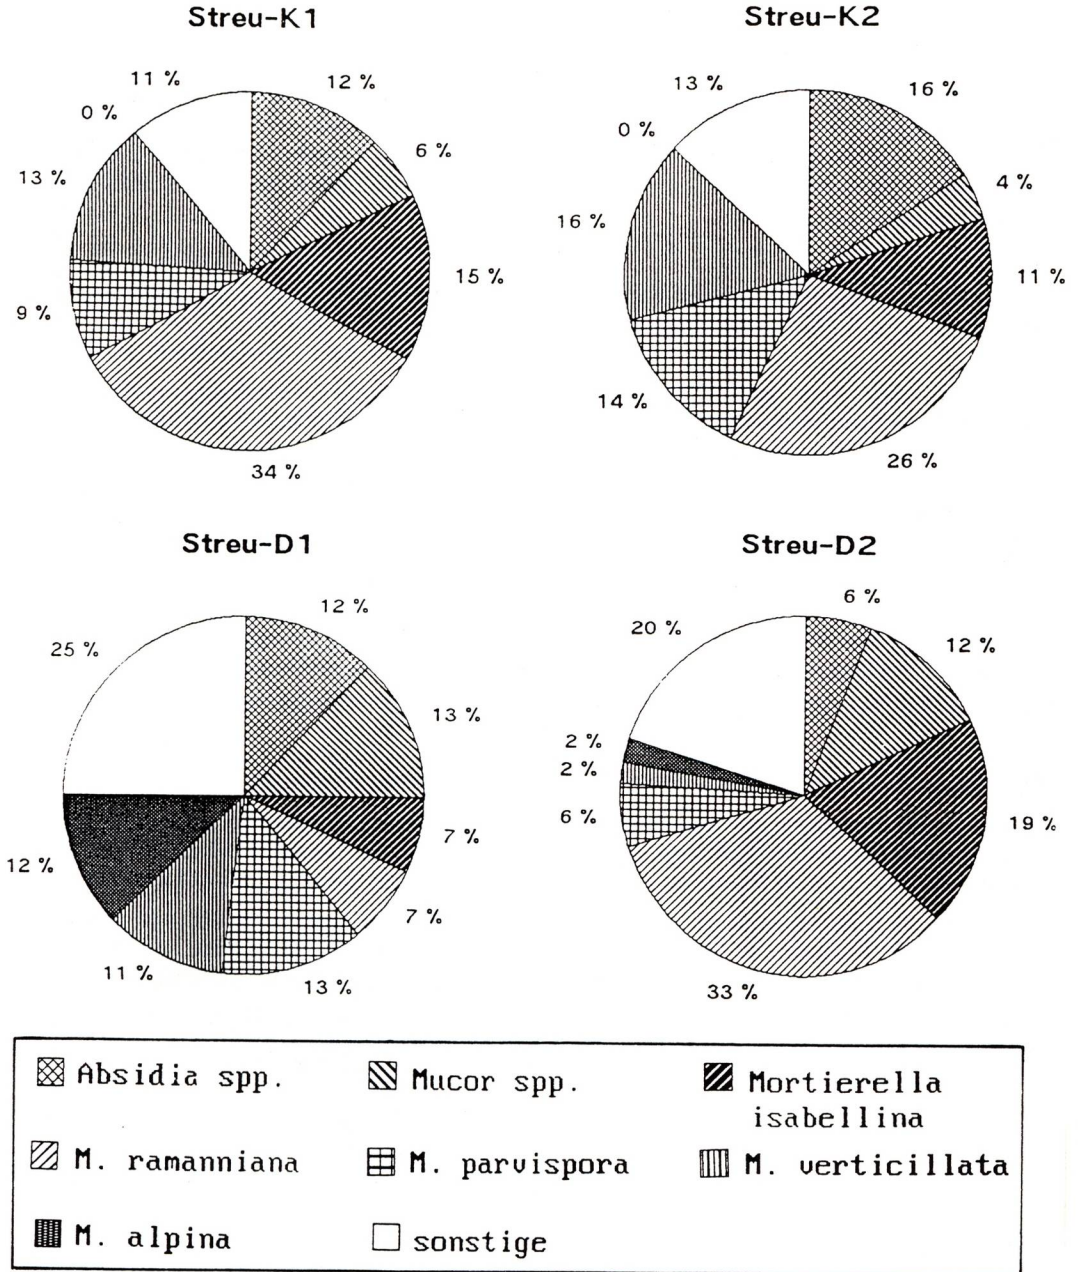 Streu-K1
Streu-K2
11 %
12 %
0 %
6 %
13 %
15 %
9 %
34 %
13 %
16 %
0 %
4 %
16 %
11 %
14 %
26 %
Streu-D1
Streu-D2
12 %
25 %
13 %
7 %
12 %
7 %
11 %
13 %
6 %
20 %
12 %
2 %
2 %
6 %
19 %
33 %
Absidia spp.
Mucor spp.
Mortierella
isabellina
M. ramanniana
M. parvispora
M. verticillata
M. alpina
sonstige